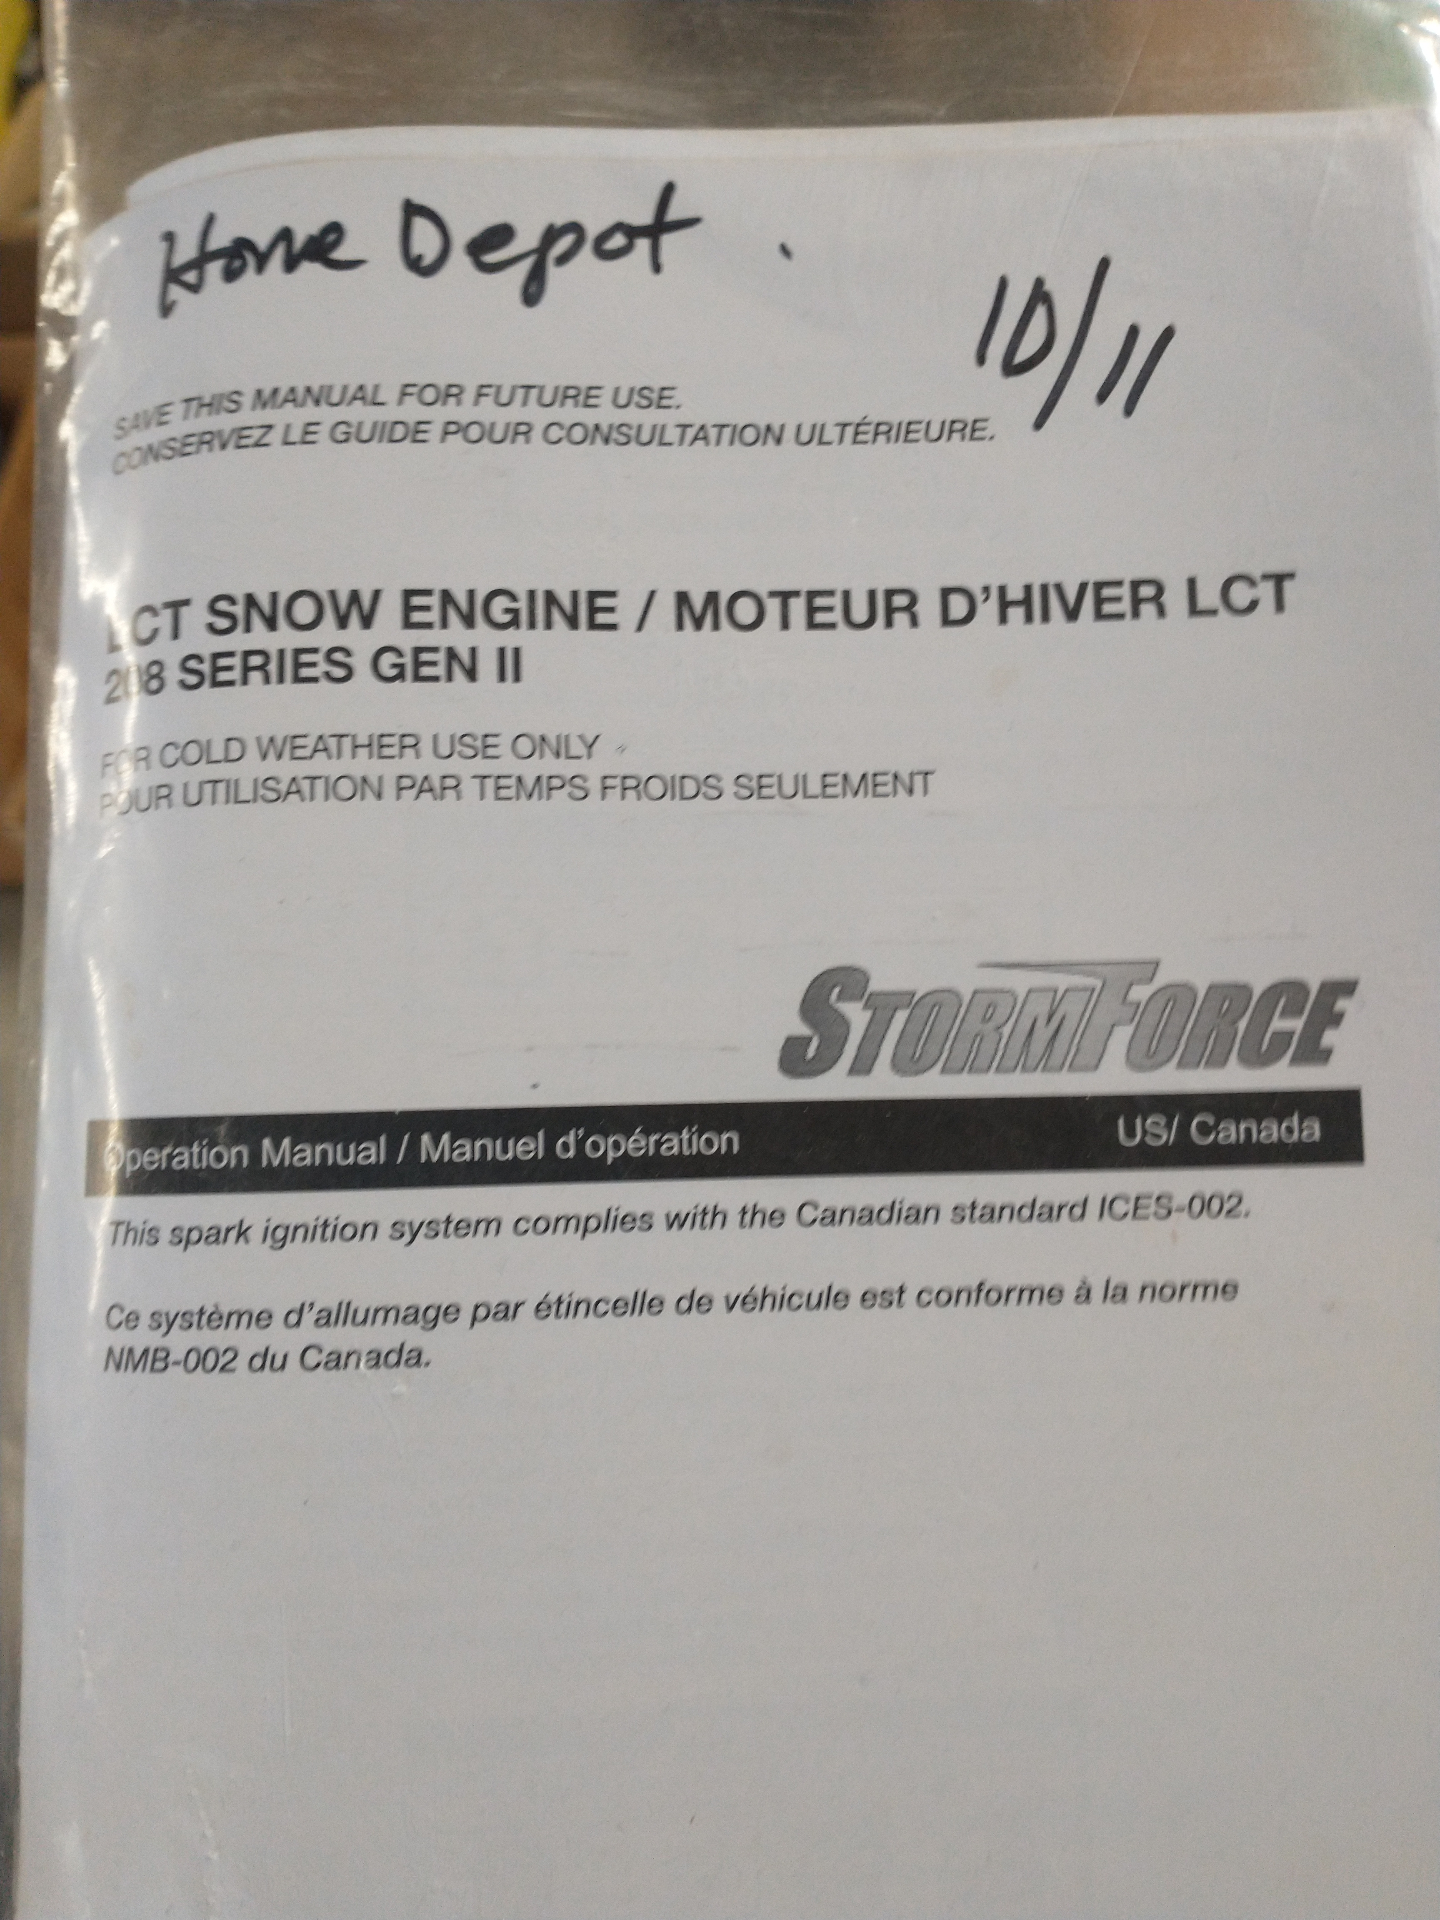 Home Depot
10/11
SAVE THIS MANUAL FOR FUTURE USE.
CONSERVEZ LE GUIDE POUR CONSULTATION ULTÉRIEURE.
LCT SNOW ENGINE / MOTEUR D'HIVER LCT
208 SERIES GEN II
FOR COLD WEATHER USE ONLY
POUR UTILISATION PAR TEMPS FROIDS SEULEMENT
STORMFORCE
Operation Manual / Manuel d'opération US/ Canada
This spark ignition system complies with the Canadian standard ICES-002.
Ce système d'allumage par étincelle de véhicule est conforme à la norme
NMB-002 du Canada.